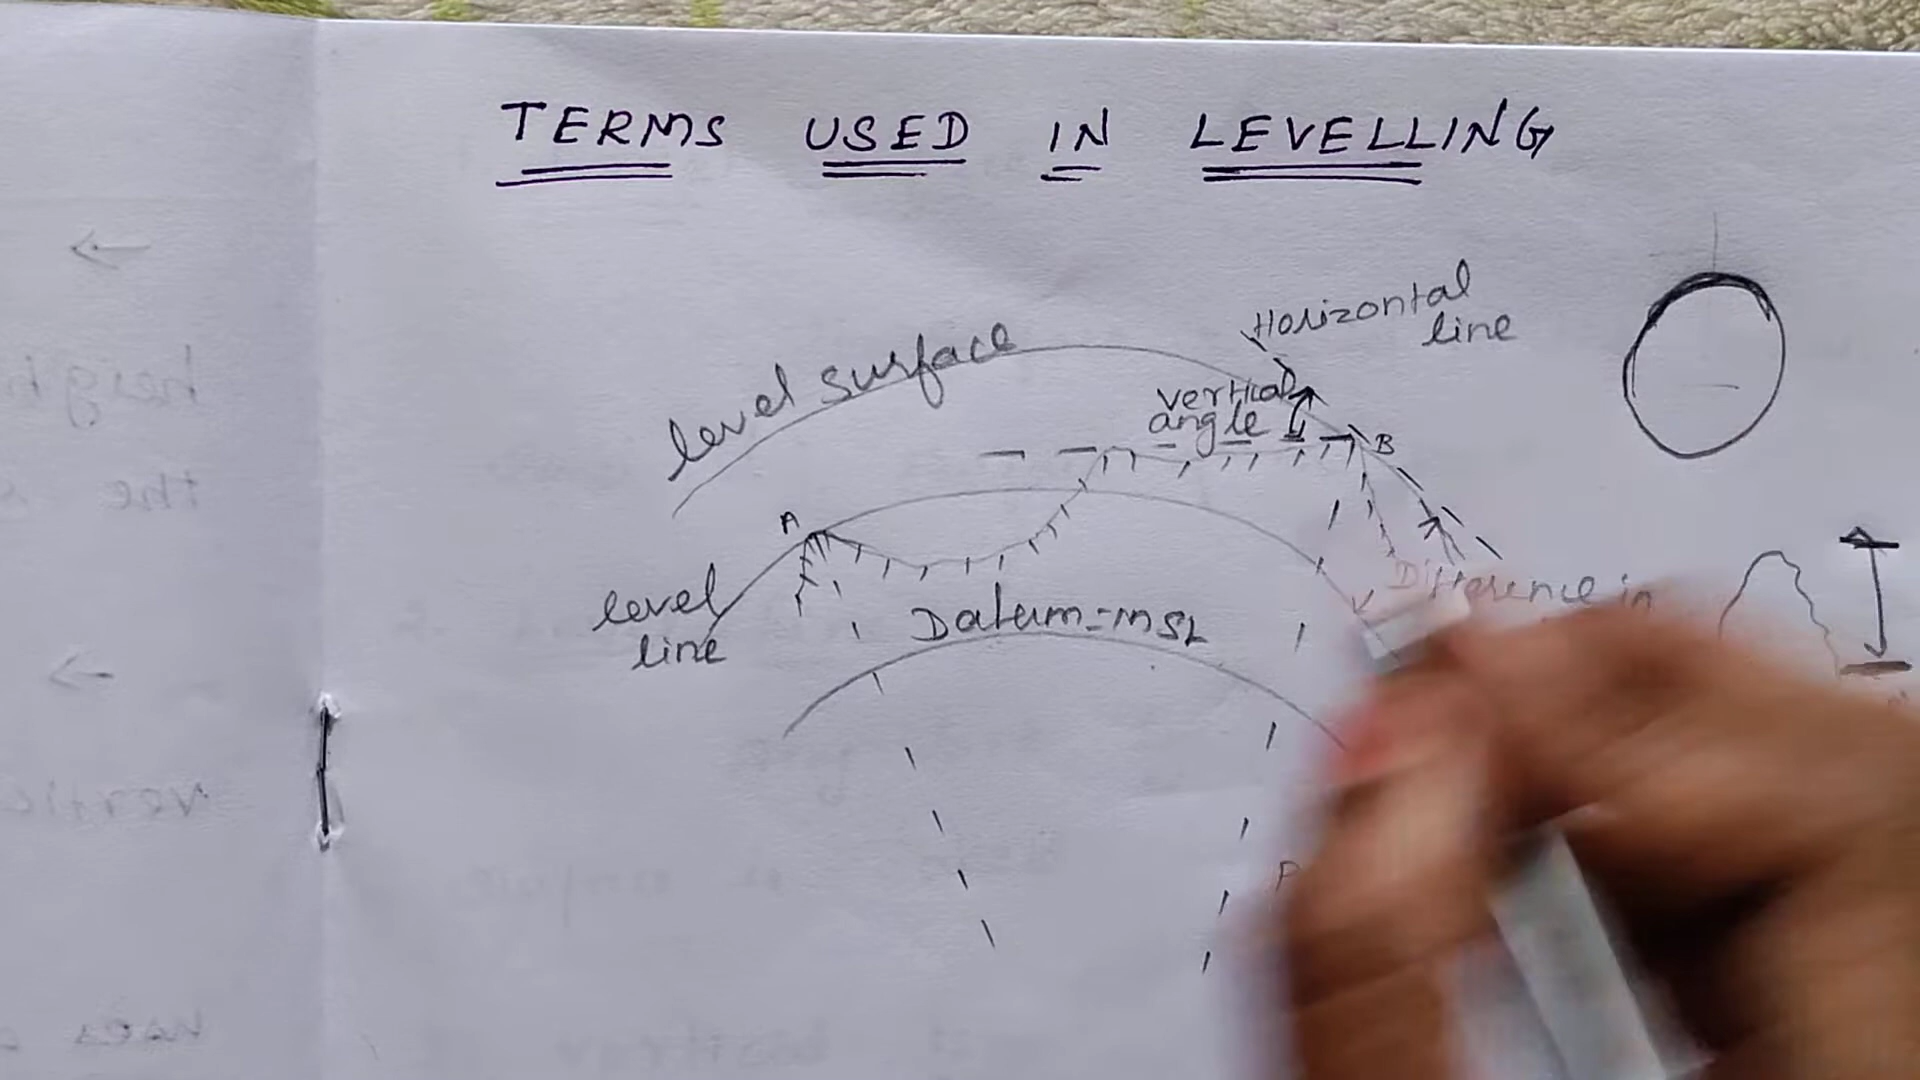 TERMS USED IN LEVELLING
Horizontal
line
level surface
vertical
angle
B
A
level
line
Datum=MSL
Difference in